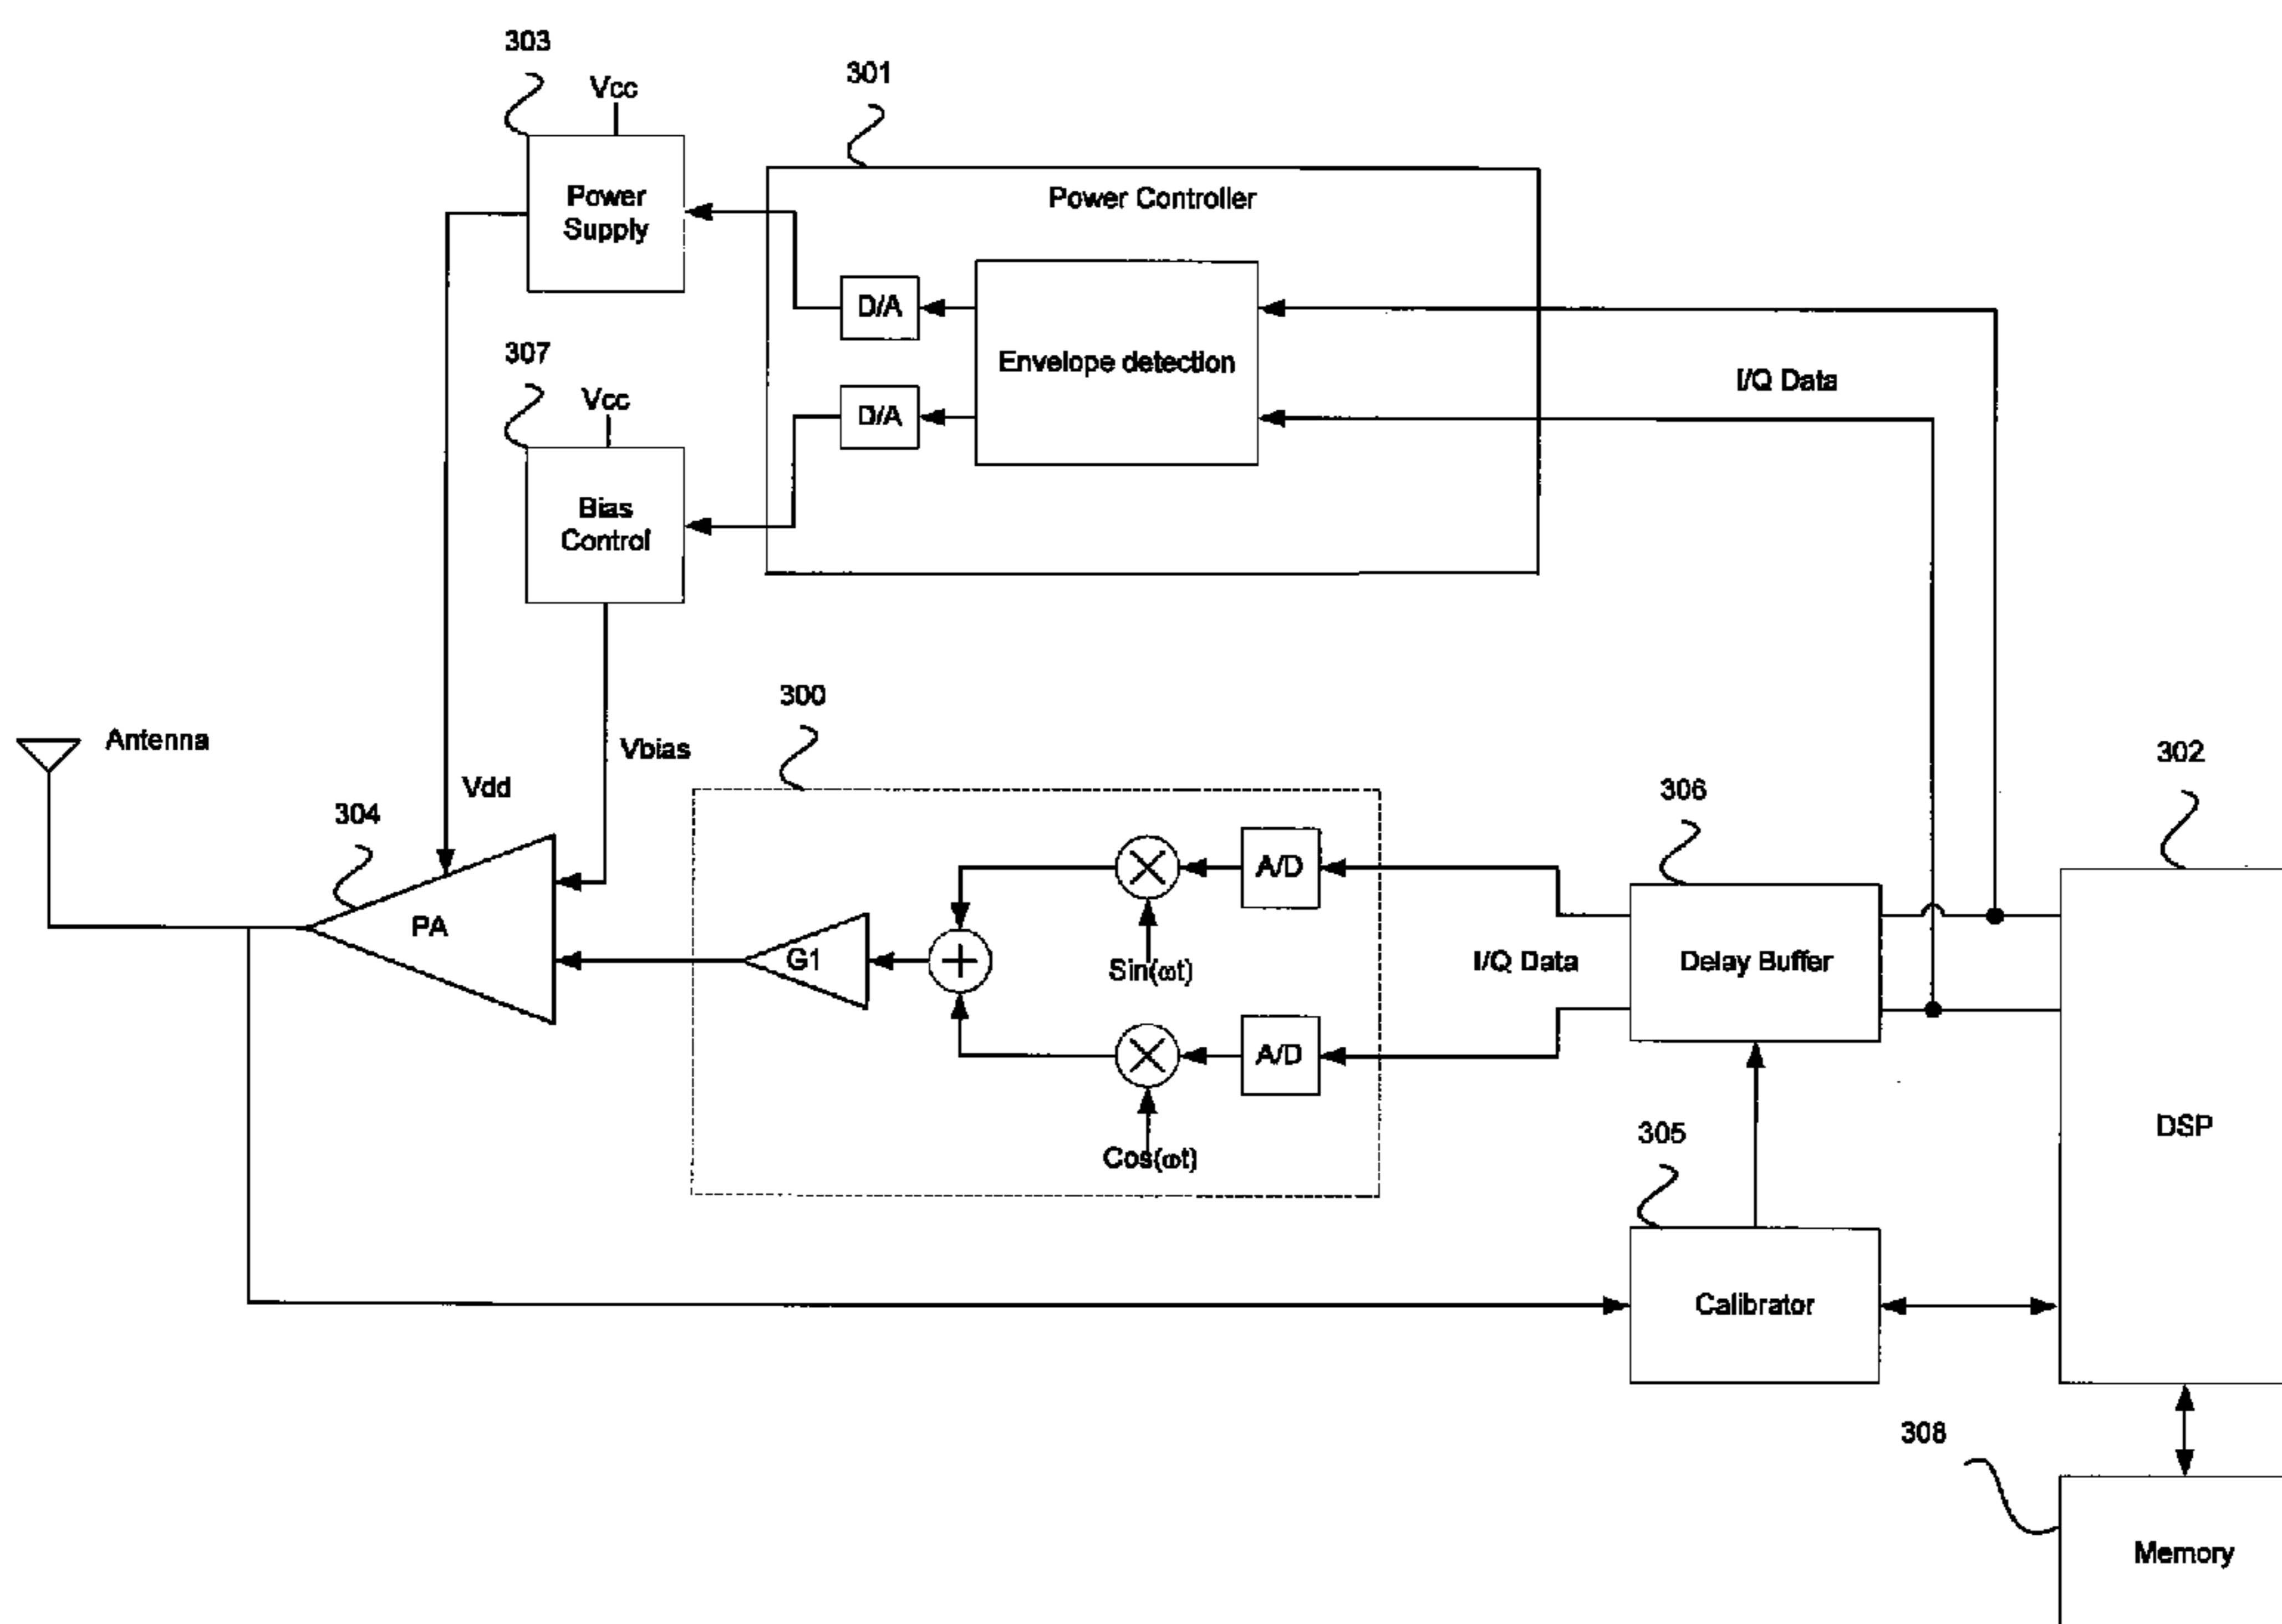 303
Vcc
301
Power
Supply
Power Controller
D/A
Envelope detection
307
Vcc
D/A
I/Q Data
Bias
Control
300
Antenna
Vbias
302
Vdd
306
304
A/D
PA
G1
Sin(ωt)
I/Q Data
Delay Buffer
A/D
DSP
305
Cos(ωt)
Calibrator
308
Memory